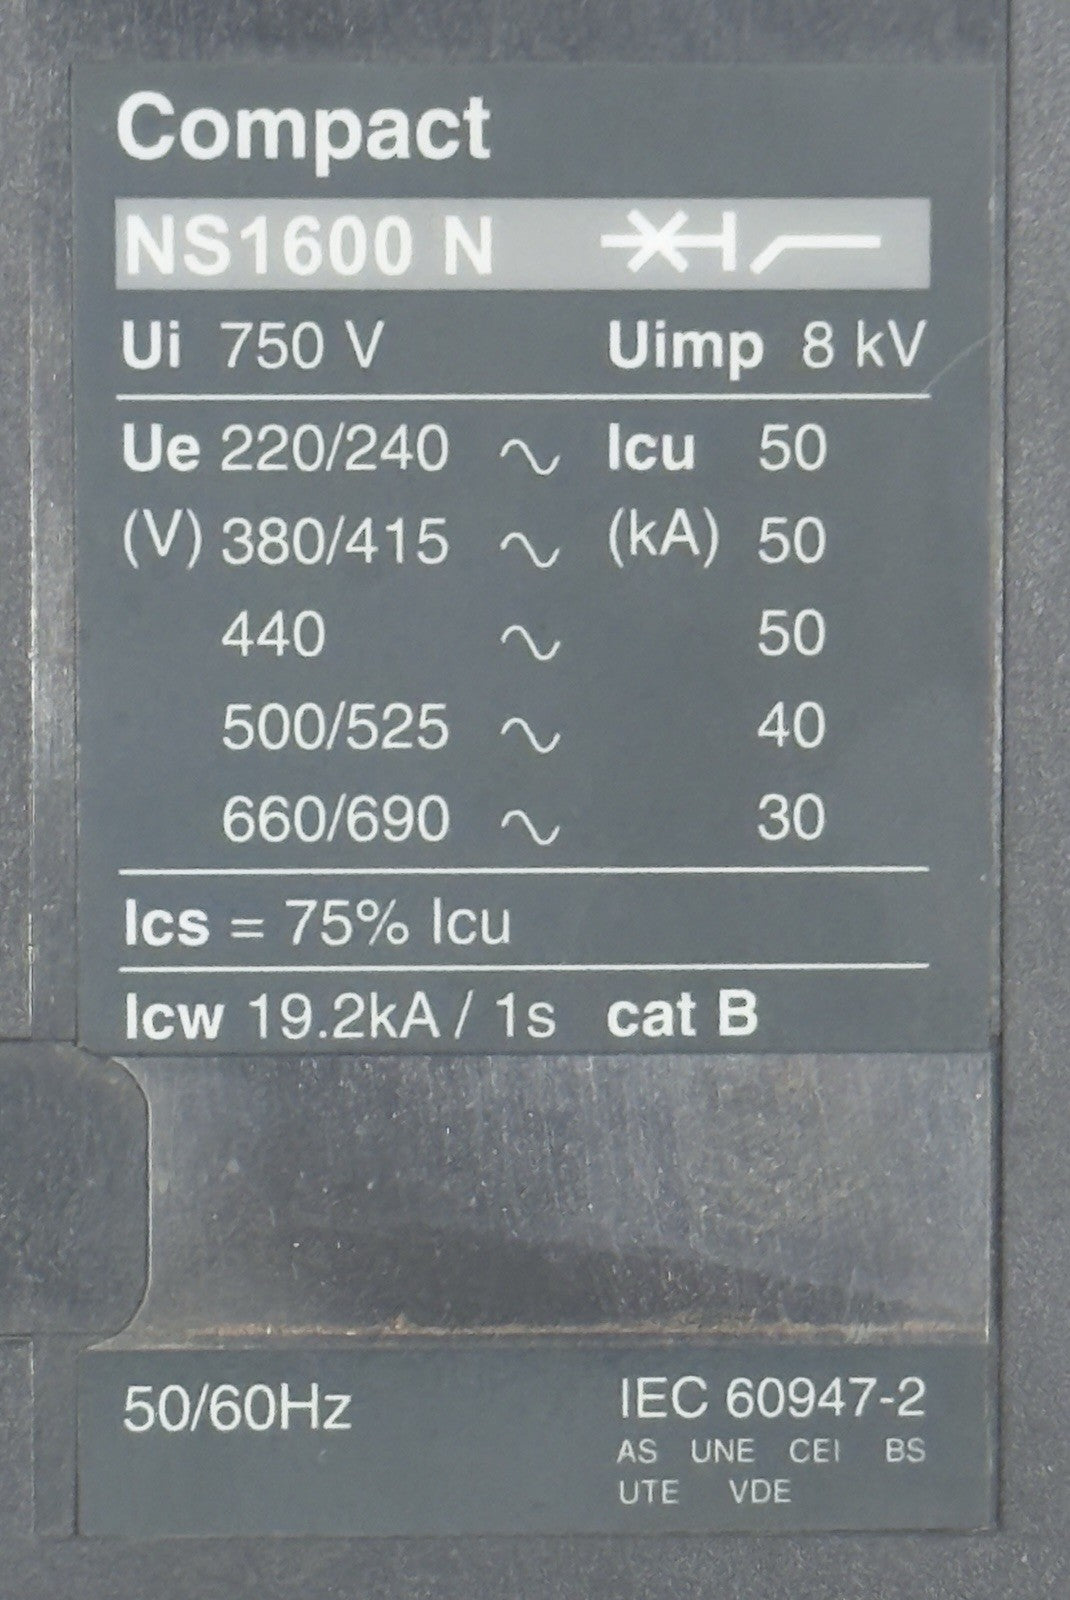 Compact
NS1600 N
Ui 750 V Uimp 8 kV
Ue 220/240 ∿ Icu 50
(V) 380/415 ∿ (kA) 50
440 ∿ 50
500/525 ∿ 40
660/690 ∿ 30
Ics = 75% Icu
Icw 19.2kA / 1s cat B
50/60Hz IEC 60947-2
AS UNE CEI BS
UTE VDE